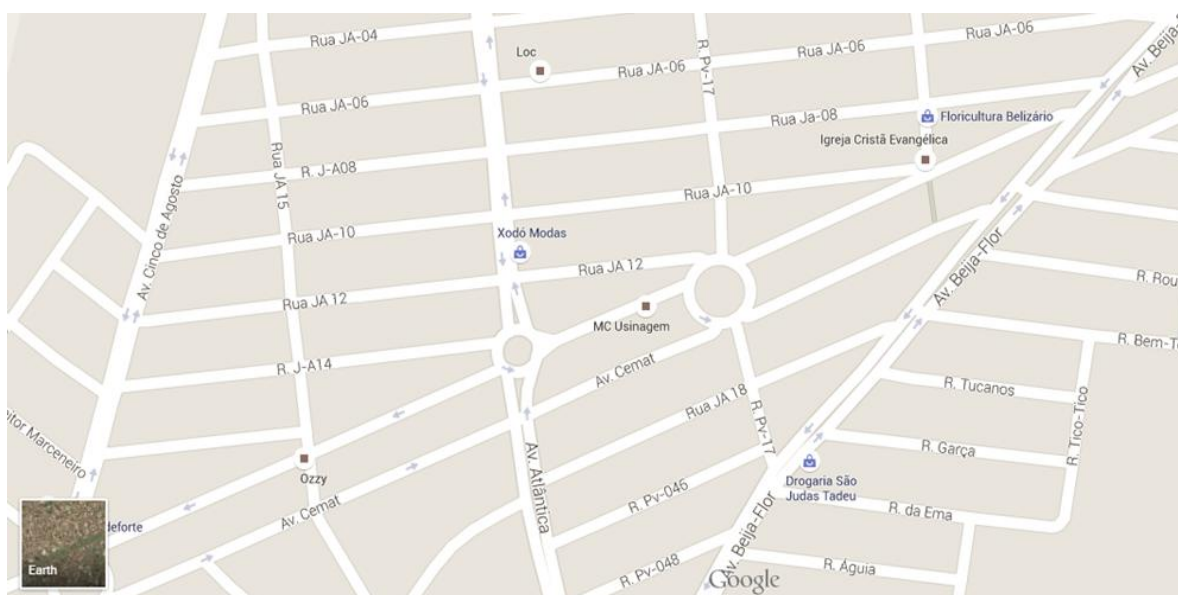 Rua JA-04
Loc
R. Pv-17
Rua JA-06
Rua JA-06
Rua JA-06
Rua JA-06
Av. Beija-
Rua Ja-08
Floricultura Belizário
Igreja Cristã Evangélica
Rua JA 15
R. J-A08
Av. Cinco de Agosto
Rua JA-10
Rua JA-10
Xodó Modas
Rua JA 12
Rua JA 12
Av. Beija-Flor
R. Rou
MC Usinagem
R. J-A14
Av. Cemat
R. Bem-Te
R. Tucanos
Rua JA 18
R. Pv-17
R. Tico-Tico
itor Marceneiro
R. Garça
Ozzy
Av. Atlântica
R. Pv-046
Drogaria São
Judas Tadeu
Av. Cemat
R. da Ema
deforte
Av. Beija-Flor
R. Pv-048
R. Águia
Earth
Google